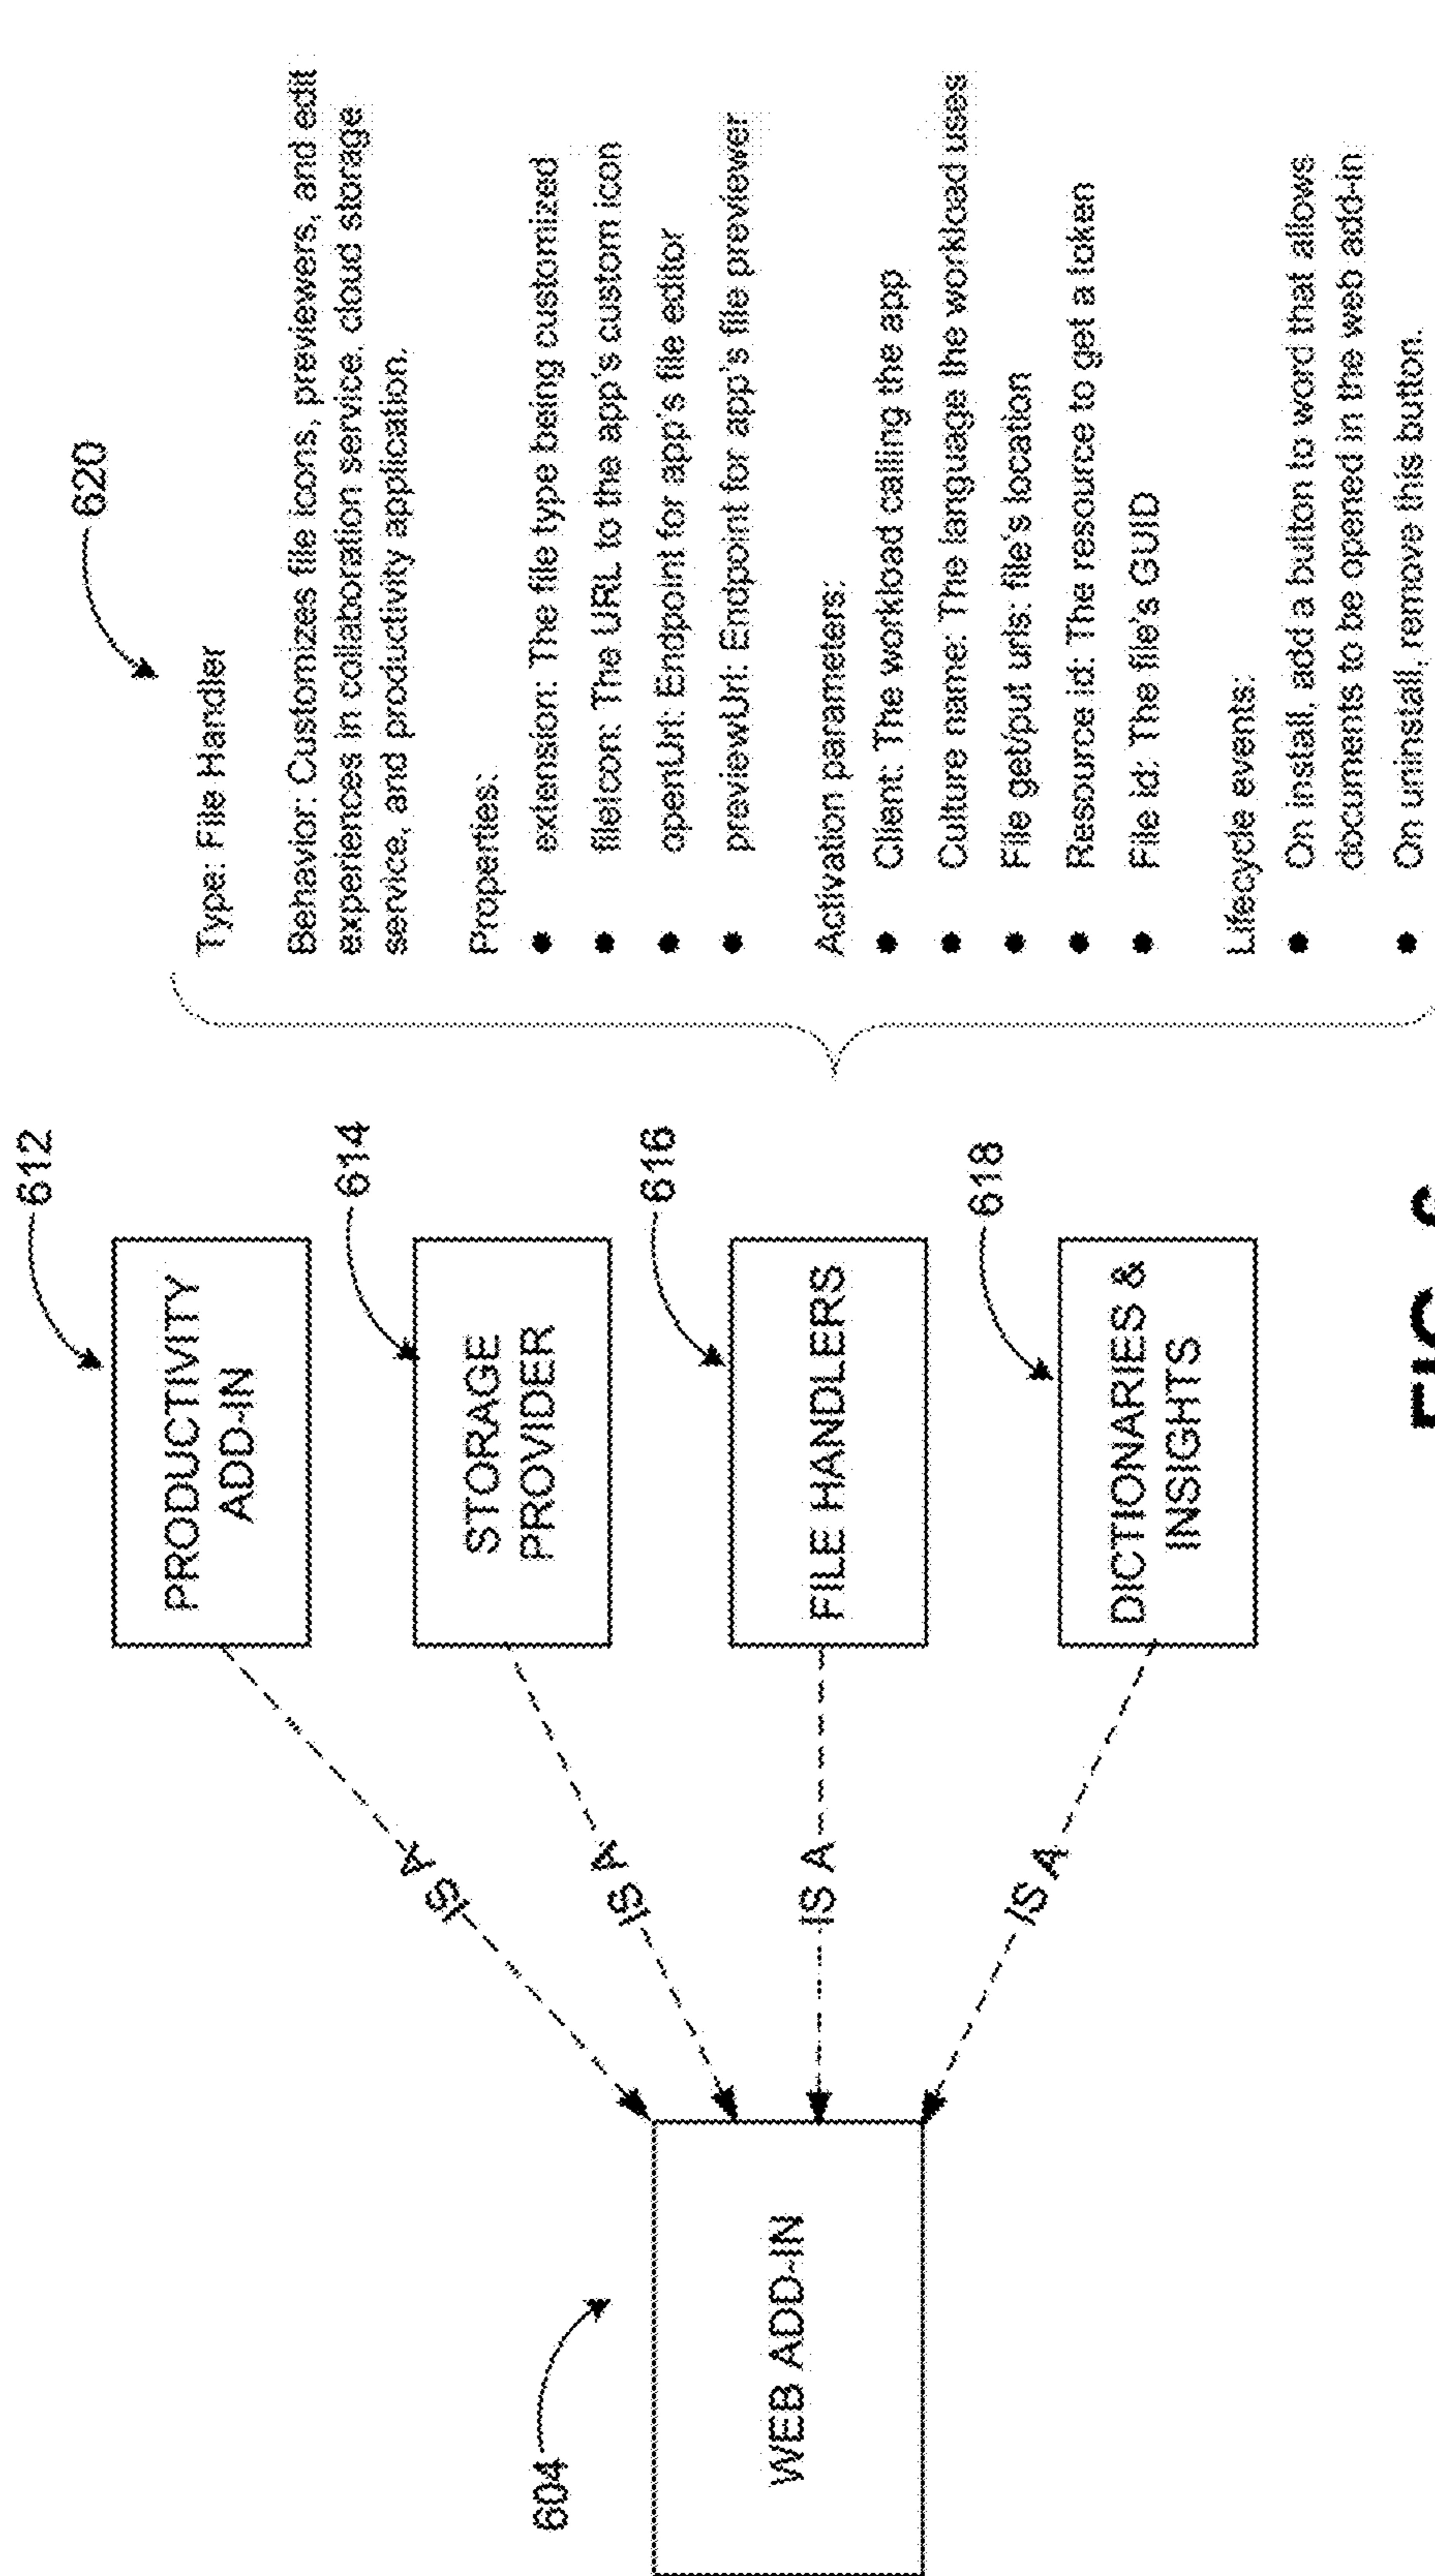 604
WEB ADD-IN
IS A
IS A
IS A
IS A
612
PRODUCTIVITY
ADD-IN
614
STORAGE
PROVIDER
616
FILE HANDLERS
618
DICTIONARIES &
INSIGHTS
620
Type: File Handler
Behavior: Customizes file icons, previewers, and edit
experiences in collaboration service, cloud storage
service, and productivity application.
Properties:
● extension: The file type being customized
● fileIcon: The URL to the app's custom icon
● openUrl: Endpoint for app's file editor
● previewUrl: Endpoint for app's file previewer
Activation parameters:
● Client: The workload calling the app
● Culture name: The language the workload uses
● File get/put urls: file's location
● Resource id: The resource to get a token
● File id: The file's GUID
Lifecycle events:
● On install, add a button to word that allows
documents to be opened in the web add-in
● On uninstall, remove this button.